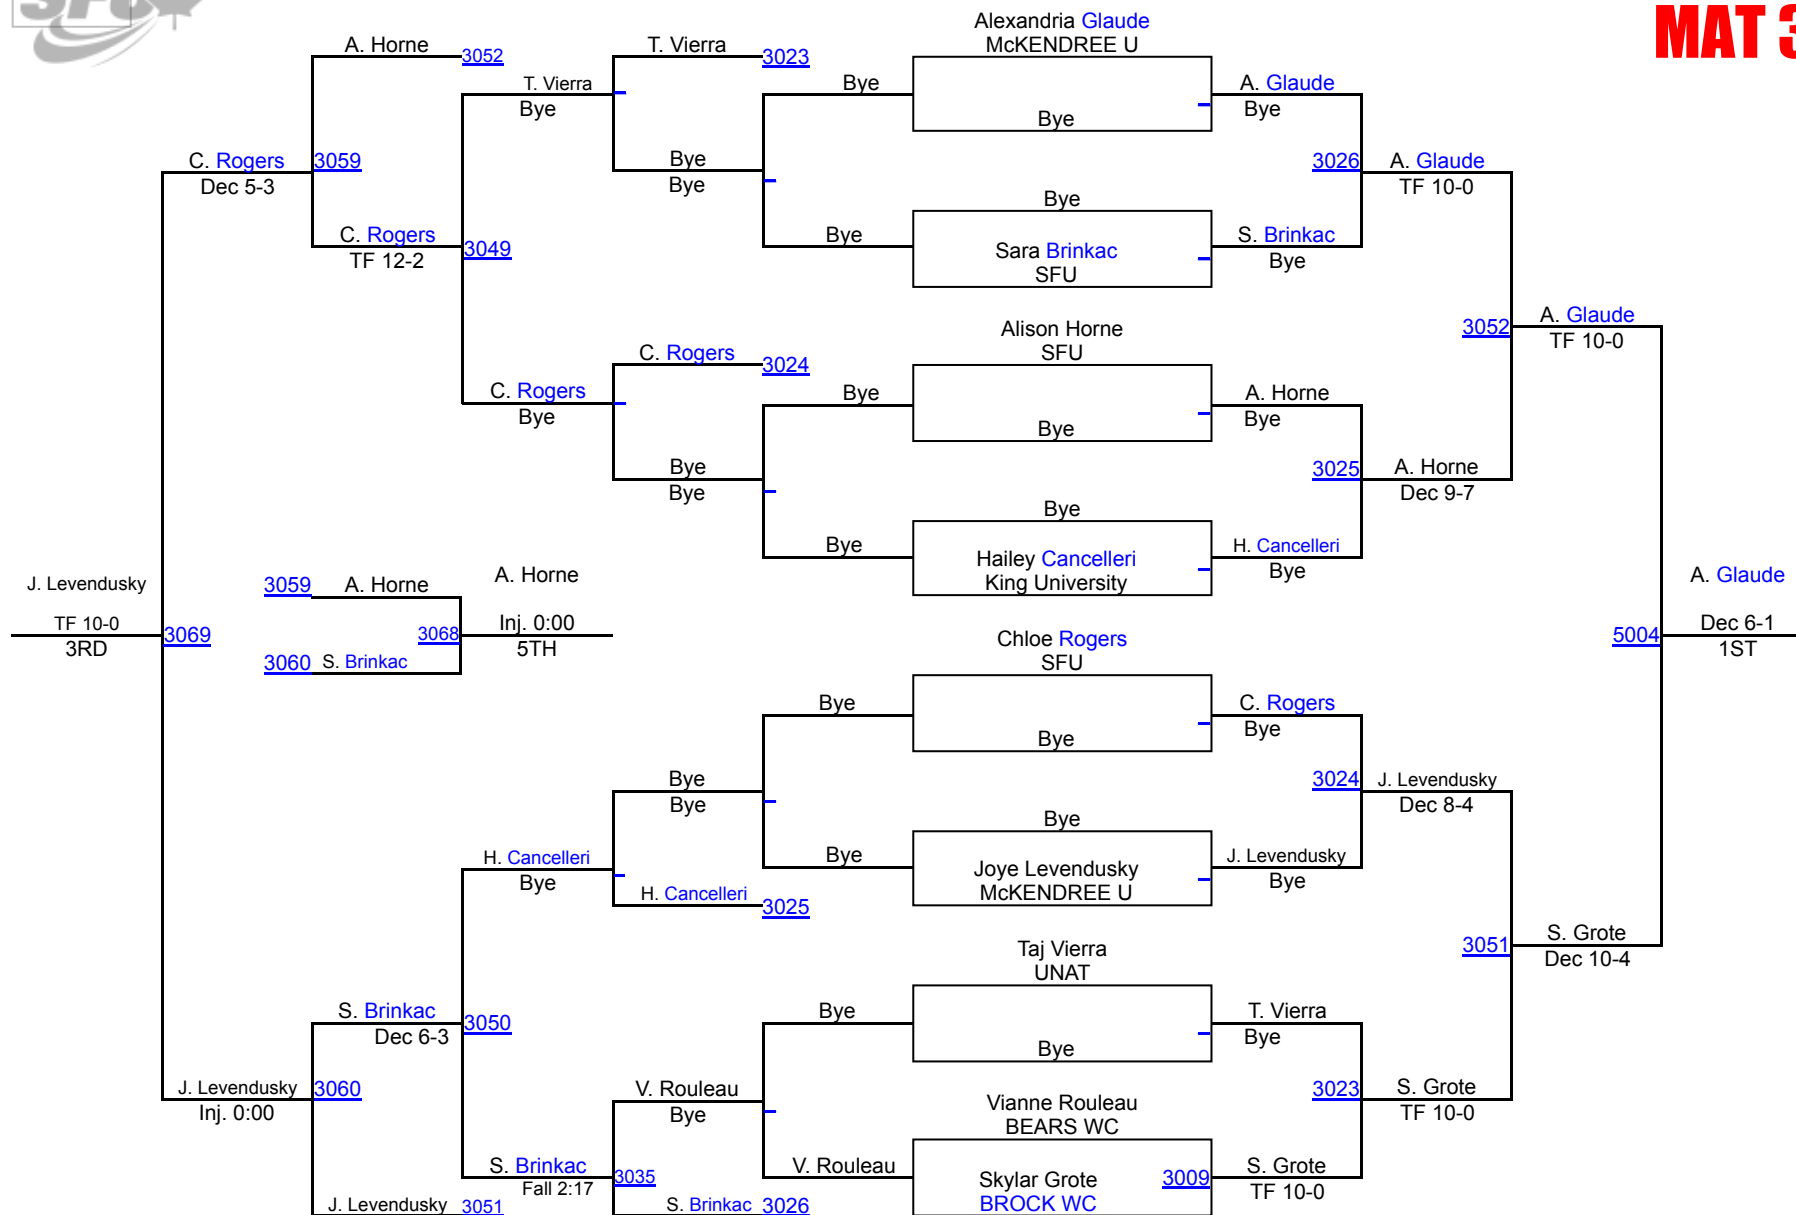 SFU
MAT 3
Alexandria Glaude
McKENDREE U
A. Horne
3052
T. Vierra
3023
T. Vierra
Bye
Bye
Bye
A. Glaude
Bye
C. Rogers
3059
Dec 5-3
Bye
Bye
3026
A. Glaude
TF 10-0
Bye
C. Rogers
3049
TF 12-2
Bye
Sara Brinkac
SFU
S. Brinkac
Bye
Alison Horne
SFU
3052
A. Glaude
TF 10-0
C. Rogers
3024
C. Rogers
Bye
Bye
Bye
A. Horne
Bye
Bye
Bye
3025
A. Horne
Dec 9-7
Bye
Bye
Hailey Cancelleri
King University
H. Cancelleri
Bye
J. Levendusky
TF 10-0
3RD
3069
3059
A. Horne
A. Horne
3068
Inj. 0:00
5TH
3060
S. Brinkac
A. Glaude
5004
Dec 6-1
1ST
Chloe Rogers
SFU
Bye
Bye
C. Rogers
Bye
Bye
Bye
3024
J. Levendusky
Dec 8-4
Bye
H. Cancelleri
Bye
H. Cancelleri
3025
Bye
Joye Levendusky
McKENDREE U
J. Levendusky
Bye
Taj Vierra
UNAT
3051
S. Grote
Dec 10-4
S. Brinkac
3050
Dec 6-3
Bye
Bye
T. Vierra
Bye
J. Levendusky
3060
Inj. 0:00
V. Rouleau
Bye
Vianne Rouleau
BEARS WC
3023
S. Grote
TF 10-0
S. Brinkac
3035
Fall 2:17
V. Rouleau
Skylar Grote
BROCK WC
3009
S. Grote
TF 10-0
J. Levendusky
3051
S. Brinkac
3026